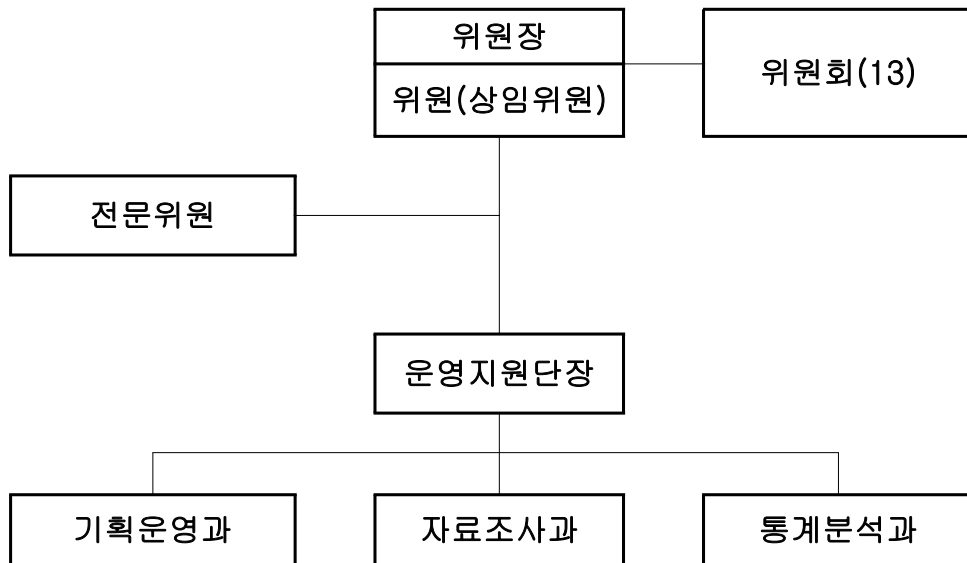 위원장
위원(상임위원)
위원회(13)
전문위원
운영지원단장
기획운영과
자료조사과
통계분석과